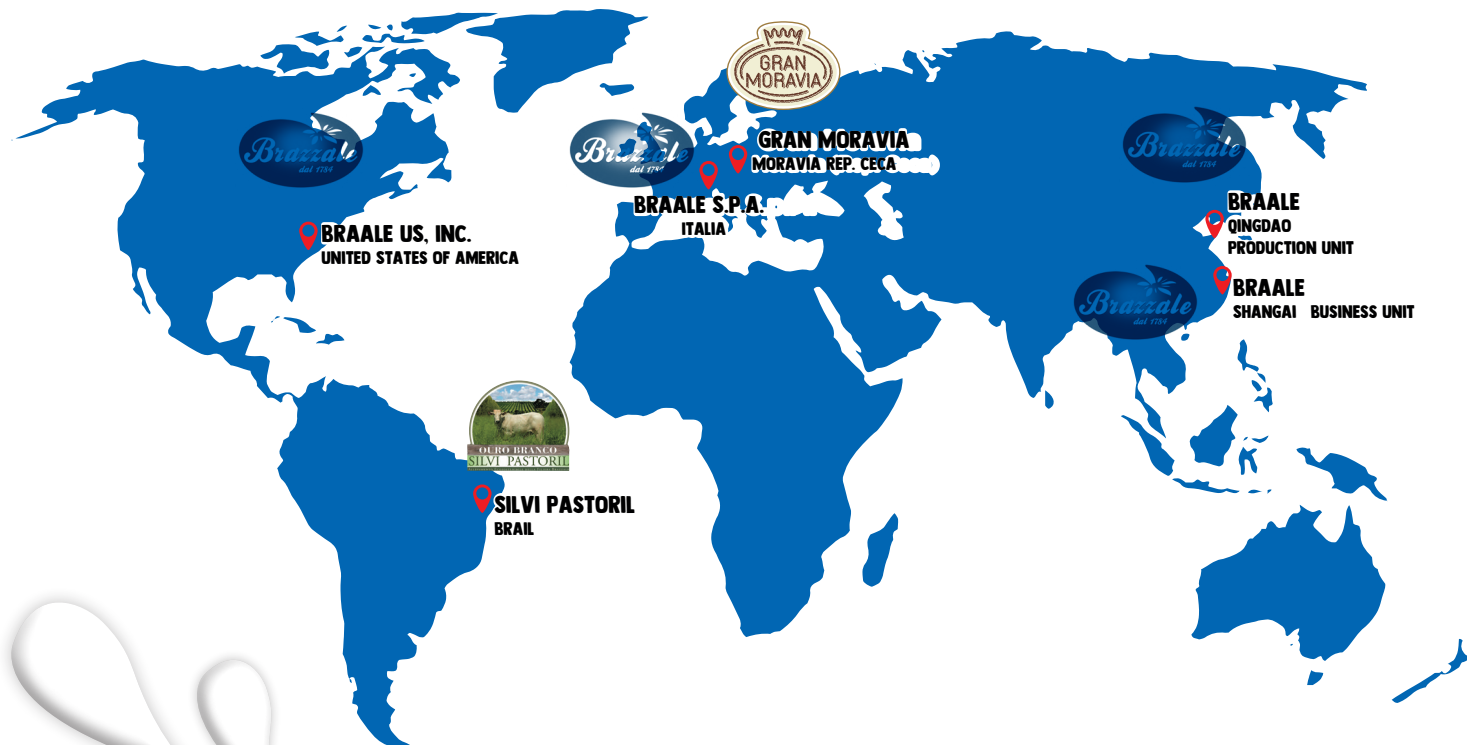 GRAN
MORAVIA
Brazzale
dal 1784
Brazzale
dal 1784
Brazzale
dal 1784
GRAN MORAVIA
MORAVIA REP. CECA
BRAALE S.P.A.
ITALIA
BRAALE US, INC.
UNITED STATES OF AMERICA
BRAALE
QINGDAO
PRODUCTION UNIT
Brazzale
dal 1784
BRAALE
SHANGAI BUSINESS UNIT
OURO BRANCO
SILVI PASTORIL
SILVI PASTORIL
BRAIL